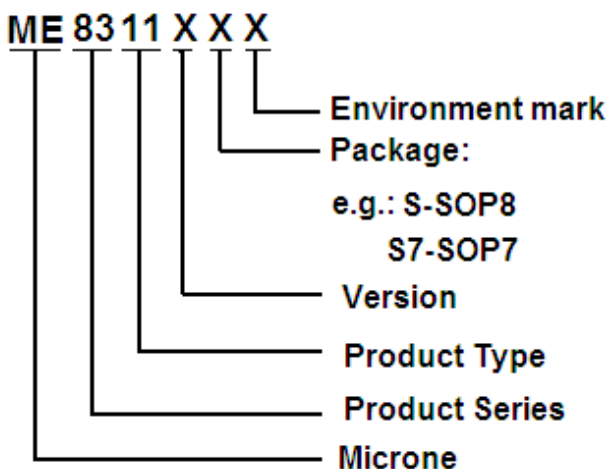 ME 83 11 X X X
Environment mark
Package:
e.g.: S-SOP8
S7-SOP7
Version
Product Type
Product Series
Microne